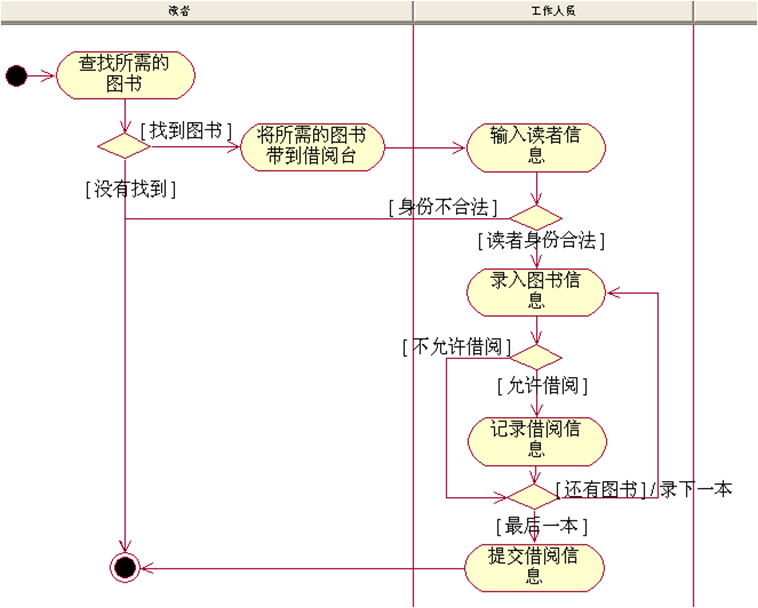 读者
工作人员
查找所需的
图书
[找到图书]
将所需的图书
带到借阅台
输入读者信
息
[没有找到]
[身份不合法]
[读者身份合法]
录入图书信
息
[不允许借阅]
[允许借阅]
记录借阅信
息
[还有图书]/录下一本
[最后一本]
提交借阅信
息